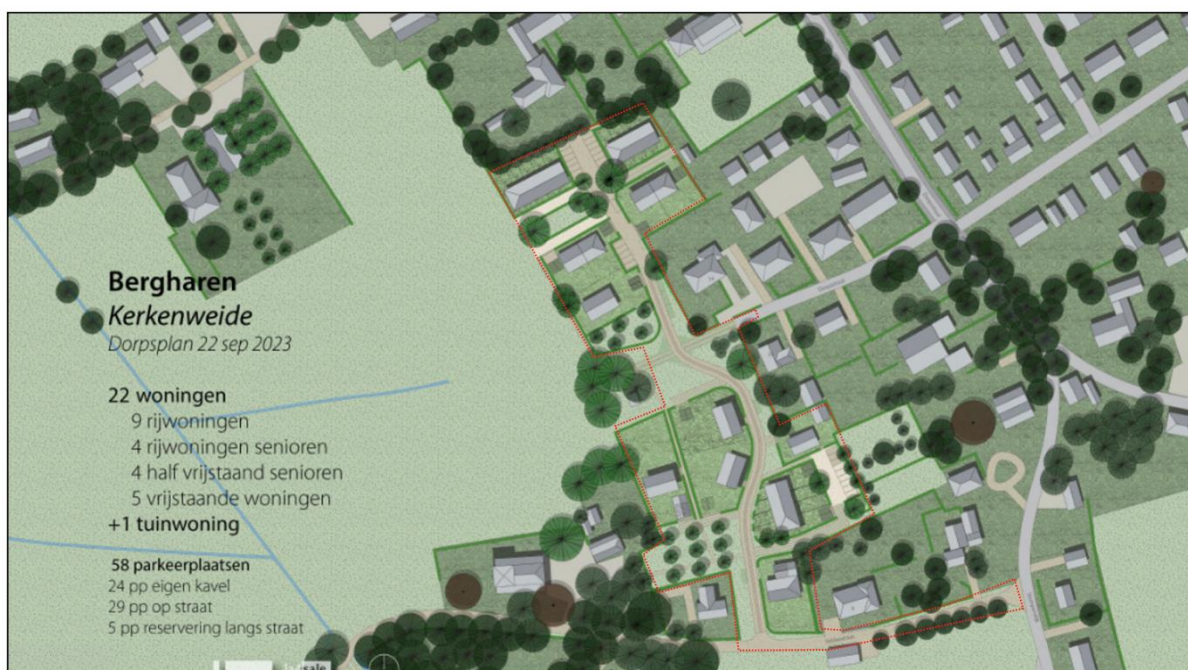 Bergharen
Kerkenweide
Dorpsplan 22 sep 2023
22 woningen
9 rijwoningen
4 rijwoningen senioren
4 half vrijstaand senioren
5 vrijstaande woningen
+1 tuinwoning
58 parkeerplaatsen
24 pp eigen kavel
29 pp op straat
5 pp reservering langs straat